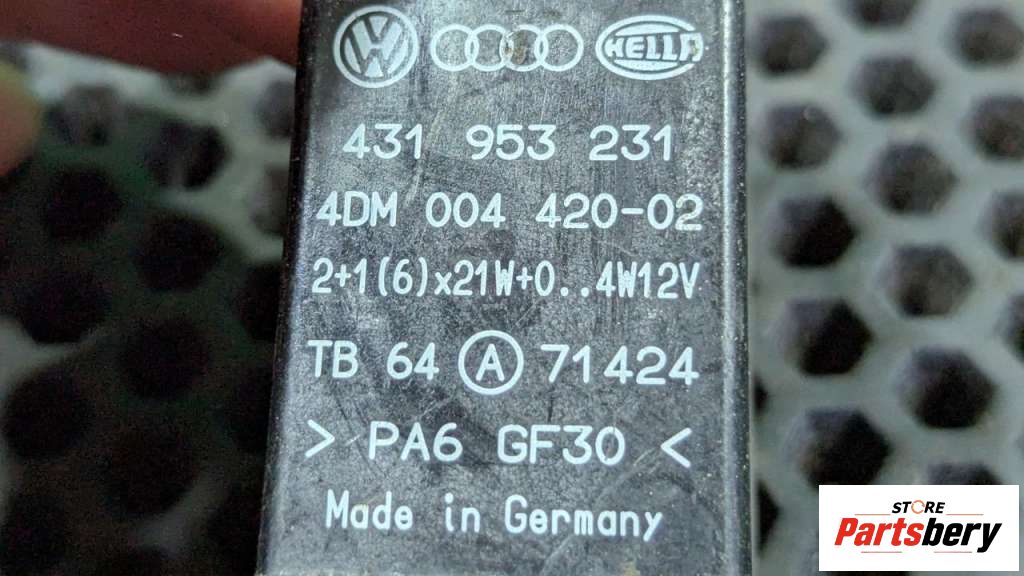 VW HELLA
431 953 231
4DM 004 420-02
2+1(6)x21W+0..4W12V
TB 64 A 71424
> PA6 GF30 <
Made in Germany
STORE
Partsbery